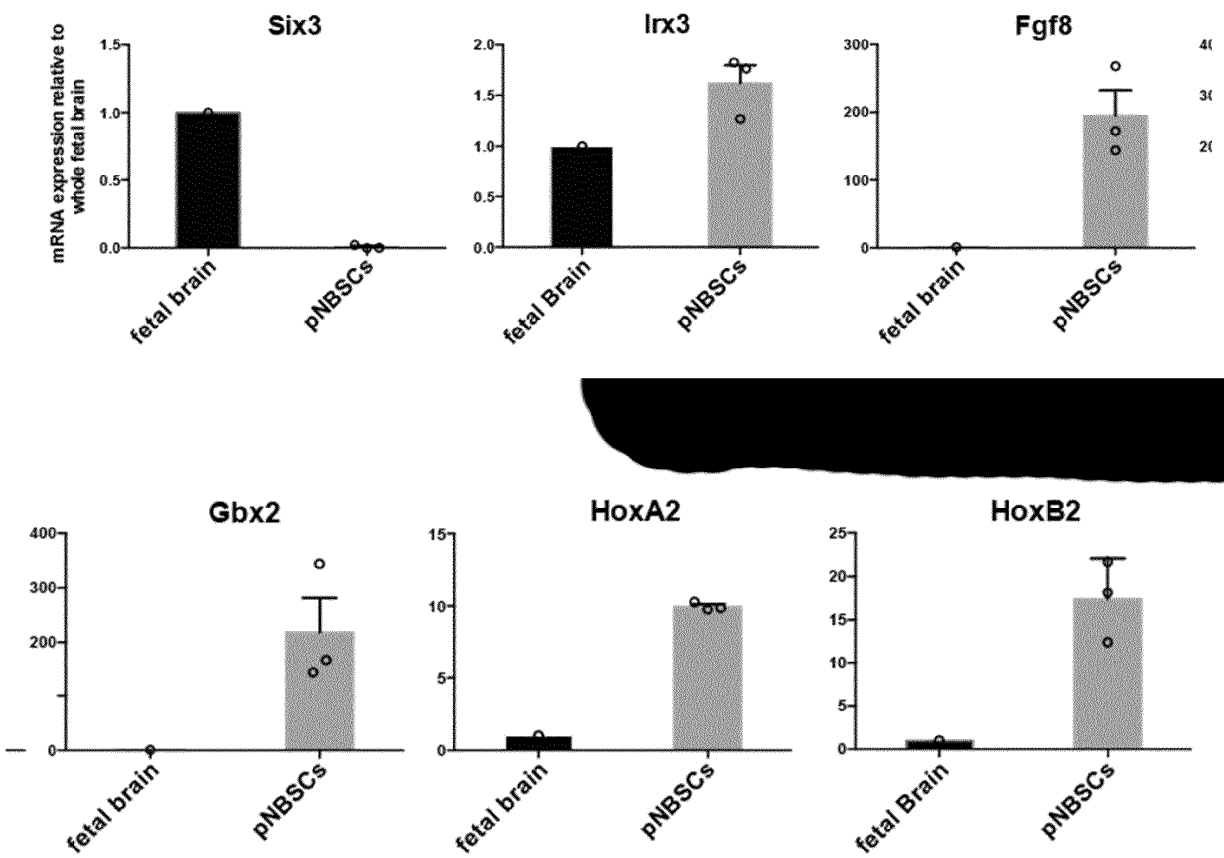 Six3
Irx3
Fgf8
mRNA expression relative to
whole fetal brain
1.5
1.0
0.5
0.0
fetal brain
pNBSCs
2.0
1.5
1.0
0.5
0.0
fetal Brain
pNBSCs
300
200
100
0
fetal brain
pNBSCs
Gbx2
HoxA2
HoxB2
400
300
200
0
fetal brain
pNBSCs
15
10
5
0
fetal brain
pNBSCs
25
20
15
10
5
0
fetal Brain
pNBSCs